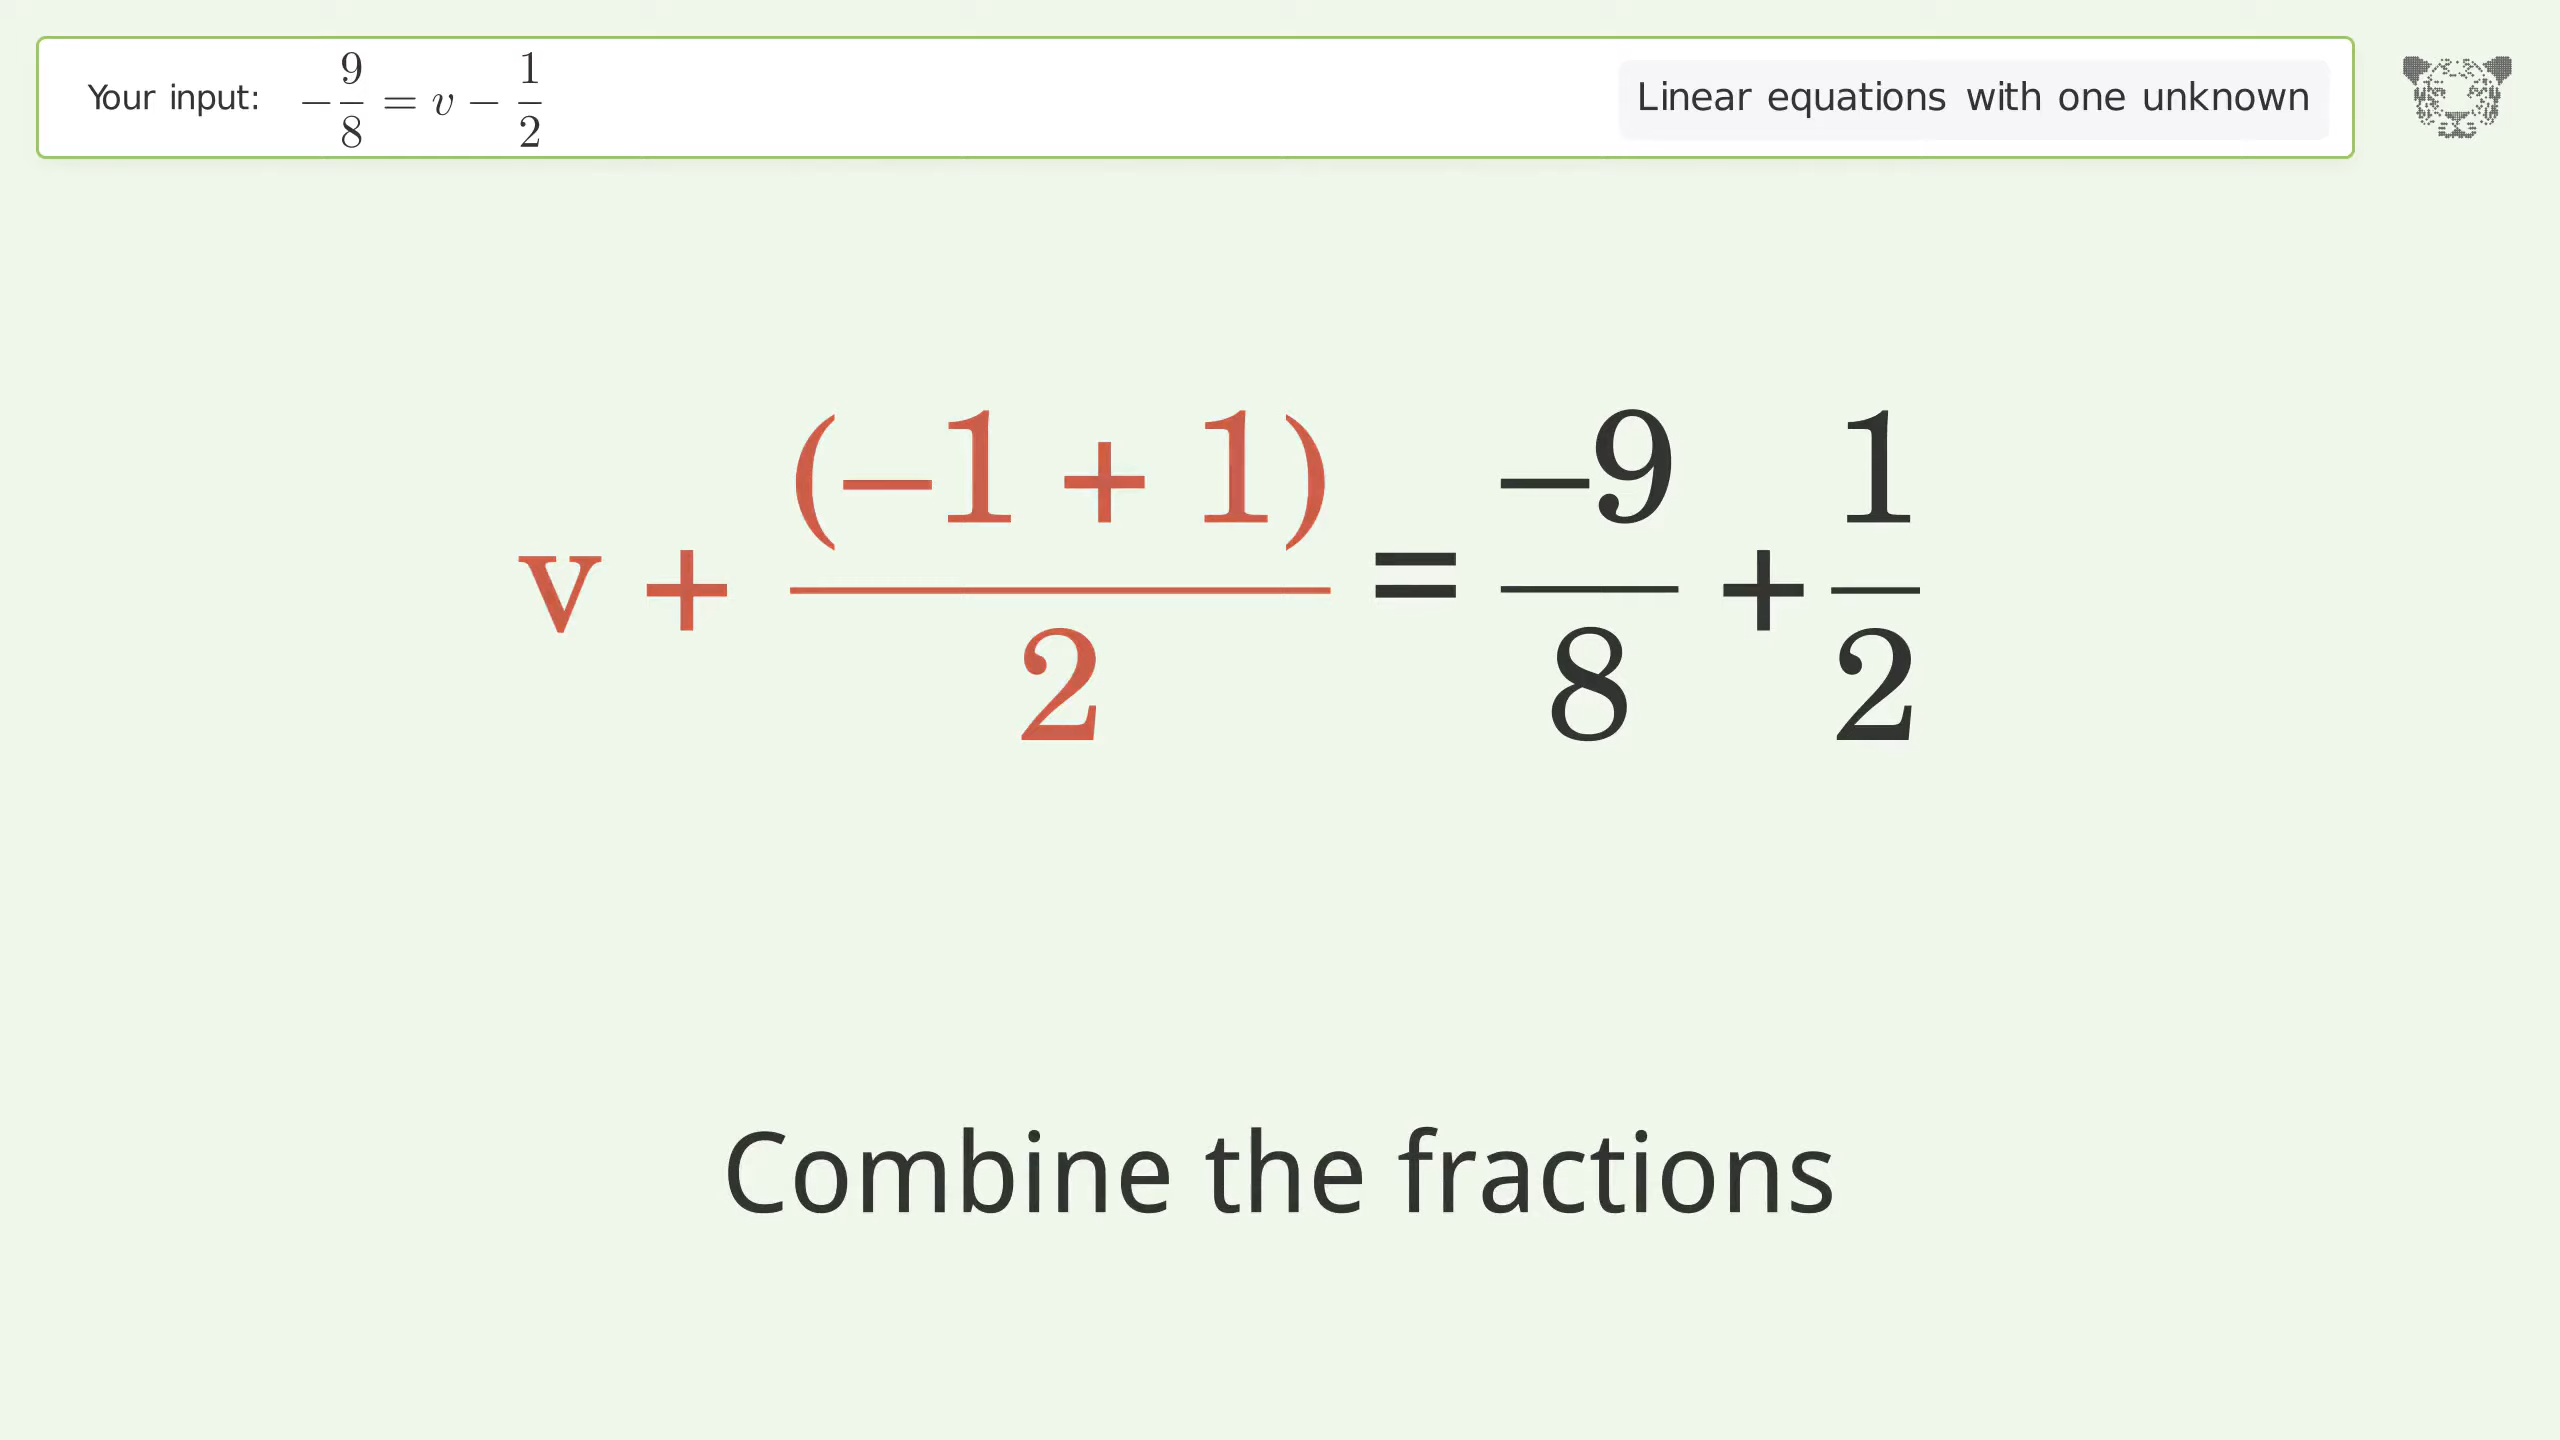 Your input: −9/8 = v − 1/2
Linear equations with one unknown
v + (−1 + 1)/2 = −9/8 + 1/2
Combine the fractions